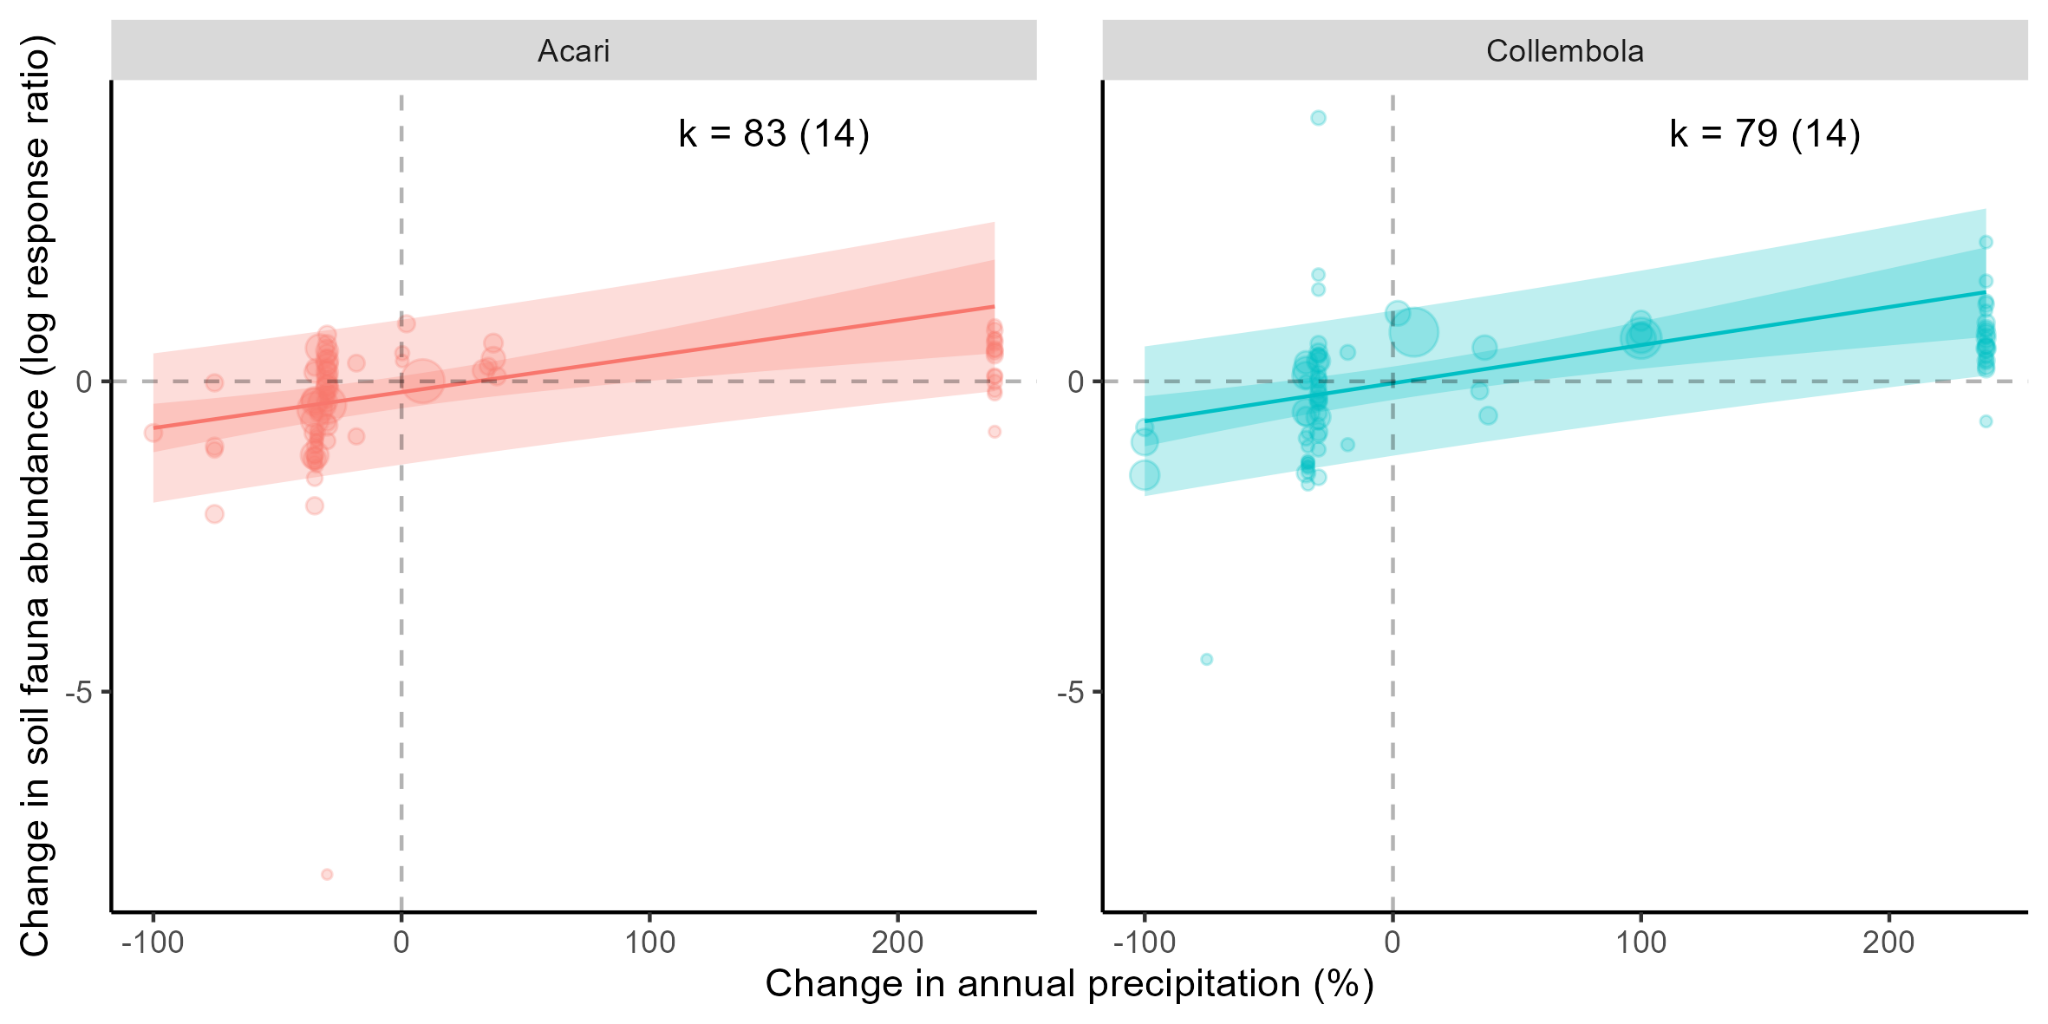 Acari
Collembola
k = 83 (14)
k = 79 (14)
Change in soil fauna abundance (log response ratio)
0
-5
0
-5
-100
0
100
200
-100
0
100
200
Change in annual precipitation (%)